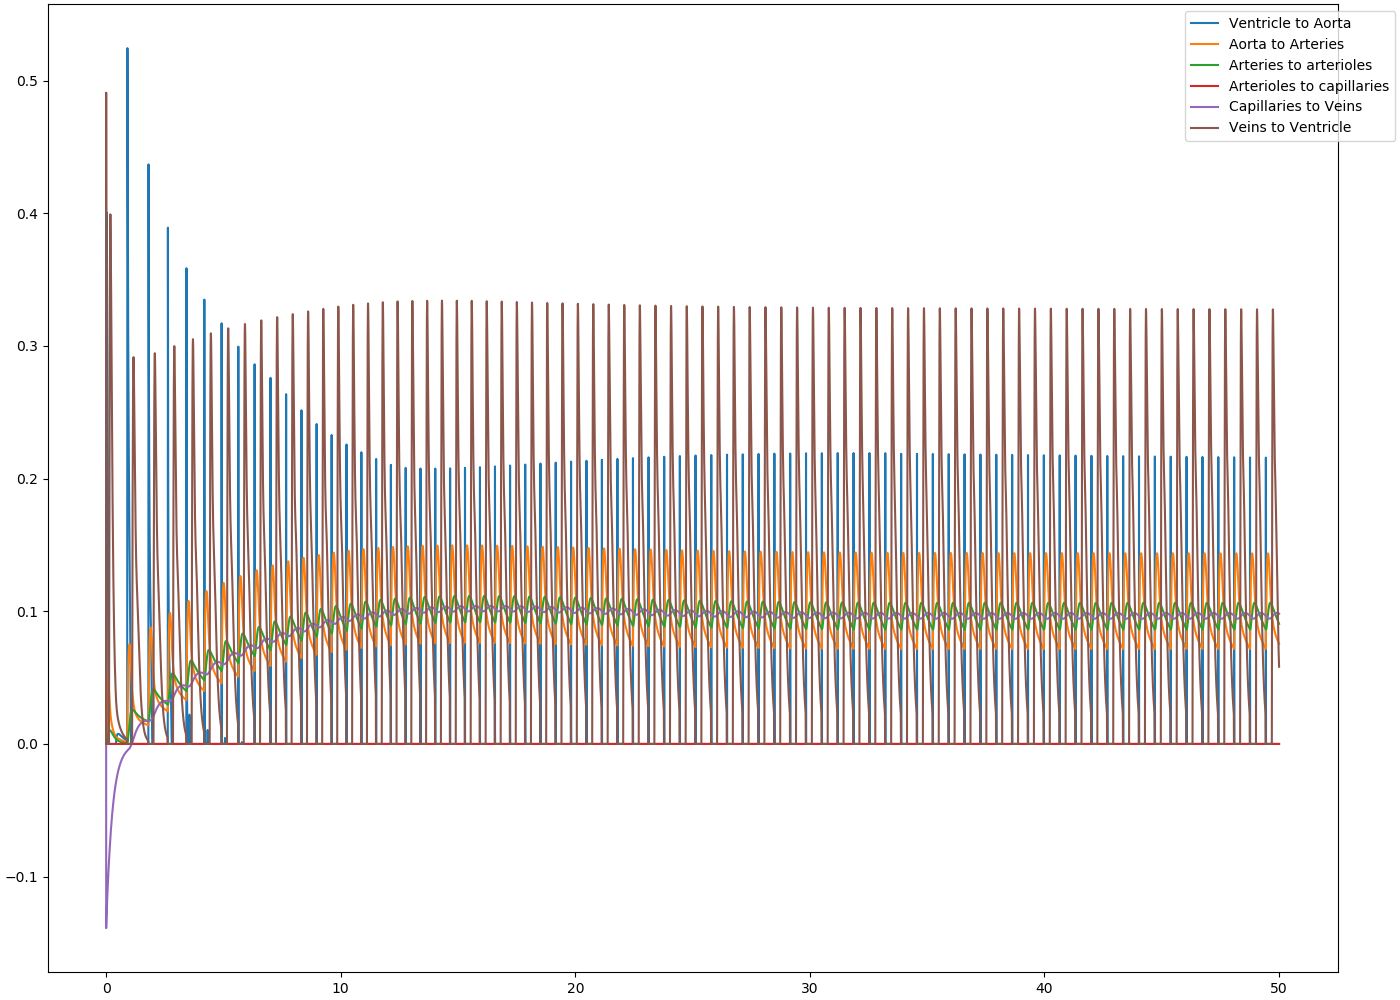 Ventricle to Aorta
Aorta to Arteries
Arteries to arterioles
Arterioles to capillaries
Capillaries to Veins
Veins to Ventricle
0.5
0.4
0.3
0.2
0.1
0.0
−0.1
0 10 20 30 40 50